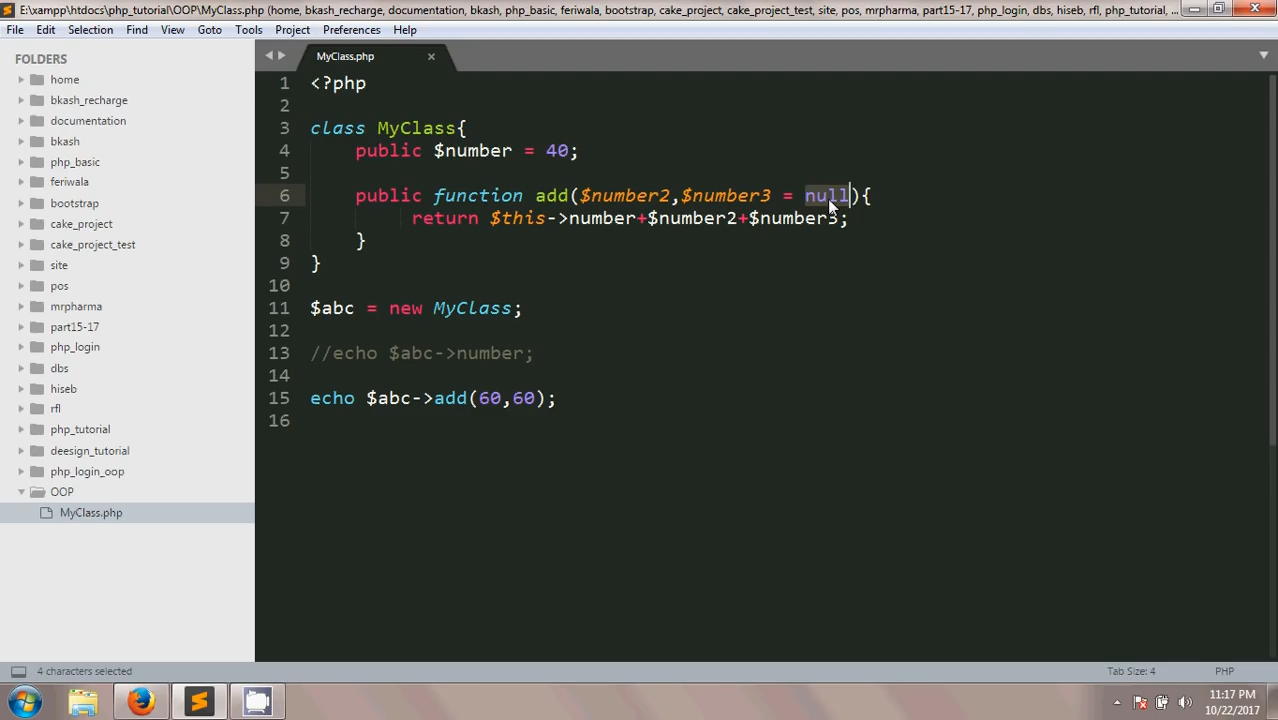 E:\xampp\htdocs\php_tutorial\OOP\MyClass.php (home, bkash_recharge, documentation, bkash, php_basic, feriwala, bootstrap, cake_project, cake_project_test, site, pos, mrpharma, part15-17, php_login, dbs, hiseb, rfl, php_tutorial, ...
File Edit Selection Find View Goto Tools Project Preferences Help
FOLDERS
home
bkash_recharge
documentation
bkash
php_basic
feriwala
bootstrap
cake_project
cake_project_test
site
pos
mrpharma
part15-17
php_login
dbs
hiseb
rfl
php_tutorial
deesign_tutorial
php_login_oop
OOP
MyClass.php
MyClass.php ×
1 <?php
2
3 class MyClass{
4 public $number = 40;
5
6 public function add($number2,$number3 = null){
7 return $this->number+$number2+$number3;
8 }
9 }
10
11 $abc = new MyClass;
12
13 //echo $abc->number;
14
15 echo $abc->add(60,60);
16
4 characters selected Tab Size: 4 PHP
11:17 PM
10/22/2017